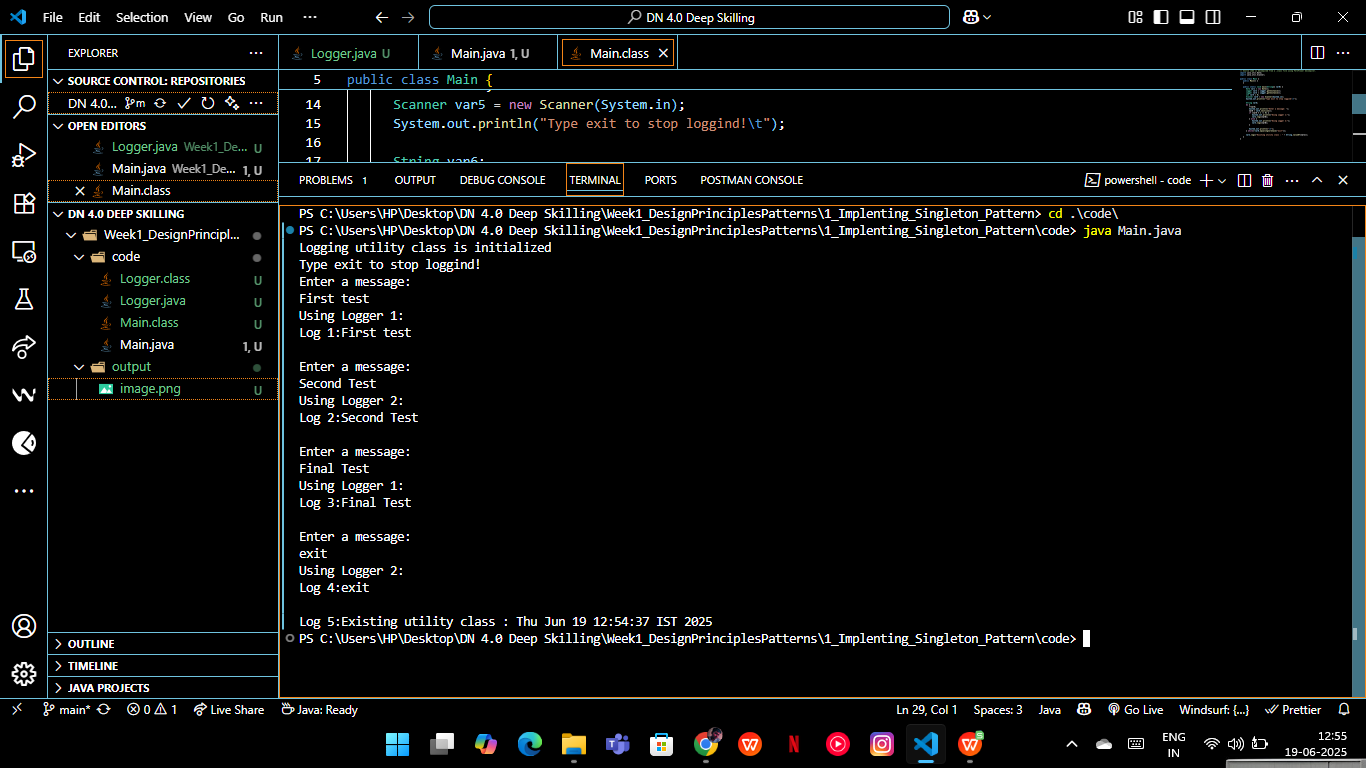 File Edit Selection View Go Run ··· DN 4.0 Deep Skilling
EXPLORER
SOURCE CONTROL: REPOSITORIES
DN 4.0... m
OPEN EDITORS
Logger.java Week1_De... U
Main.java Week1_De... 1, U
Main.class
DN 4.0 DEEP SKILLING
Week1_DesignPrincipl...
code
Logger.class U
Logger.java U
Main.class U
Main.java 1, U
output
image.png U
OUTLINE
TIMELINE
JAVA PROJECTS
Logger.java U Main.java 1, U Main.class
5 public class Main {
14 Scanner var5 = new Scanner(System.in);
15 System.out.println("Type exit to stop loggind!\t");
16
17 String var6;
PROBLEMS 1 OUTPUT DEBUG CONSOLE TERMINAL PORTS POSTMAN CONSOLE powershell - code
PS C:\Users\HP\Desktop\DN 4.0 Deep Skilling\Week1_DesignPrinciplesPatterns\1_Implenting_Singleton_Pattern> cd .\code\
PS C:\Users\HP\Desktop\DN 4.0 Deep Skilling\Week1_DesignPrinciplesPatterns\1_Implenting_Singleton_Pattern\code> java Main.java
Logging utility class is initialized
Type exit to stop loggind!
Enter a message:
First test
Using Logger 1:
Log 1:First test
Enter a message:
Second Test
Using Logger 2:
Log 2:Second Test
Enter a message:
Final Test
Using Logger 1:
Log 3:Final Test
Enter a message:
exit
Using Logger 2:
Log 4:exit
Log 5:Existing utility class : Thu Jun 19 12:54:37 IST 2025
PS C:\Users\HP\Desktop\DN 4.0 Deep Skilling\Week1_DesignPrinciplesPatterns\1_Implenting_Singleton_Pattern\code>
main* 0 1 Live Share Java: Ready Ln 29, Col 1 Spaces: 3 Java Go Live Windsurf: {...} Prettier
ENG
IN
12:55
19-06-2025